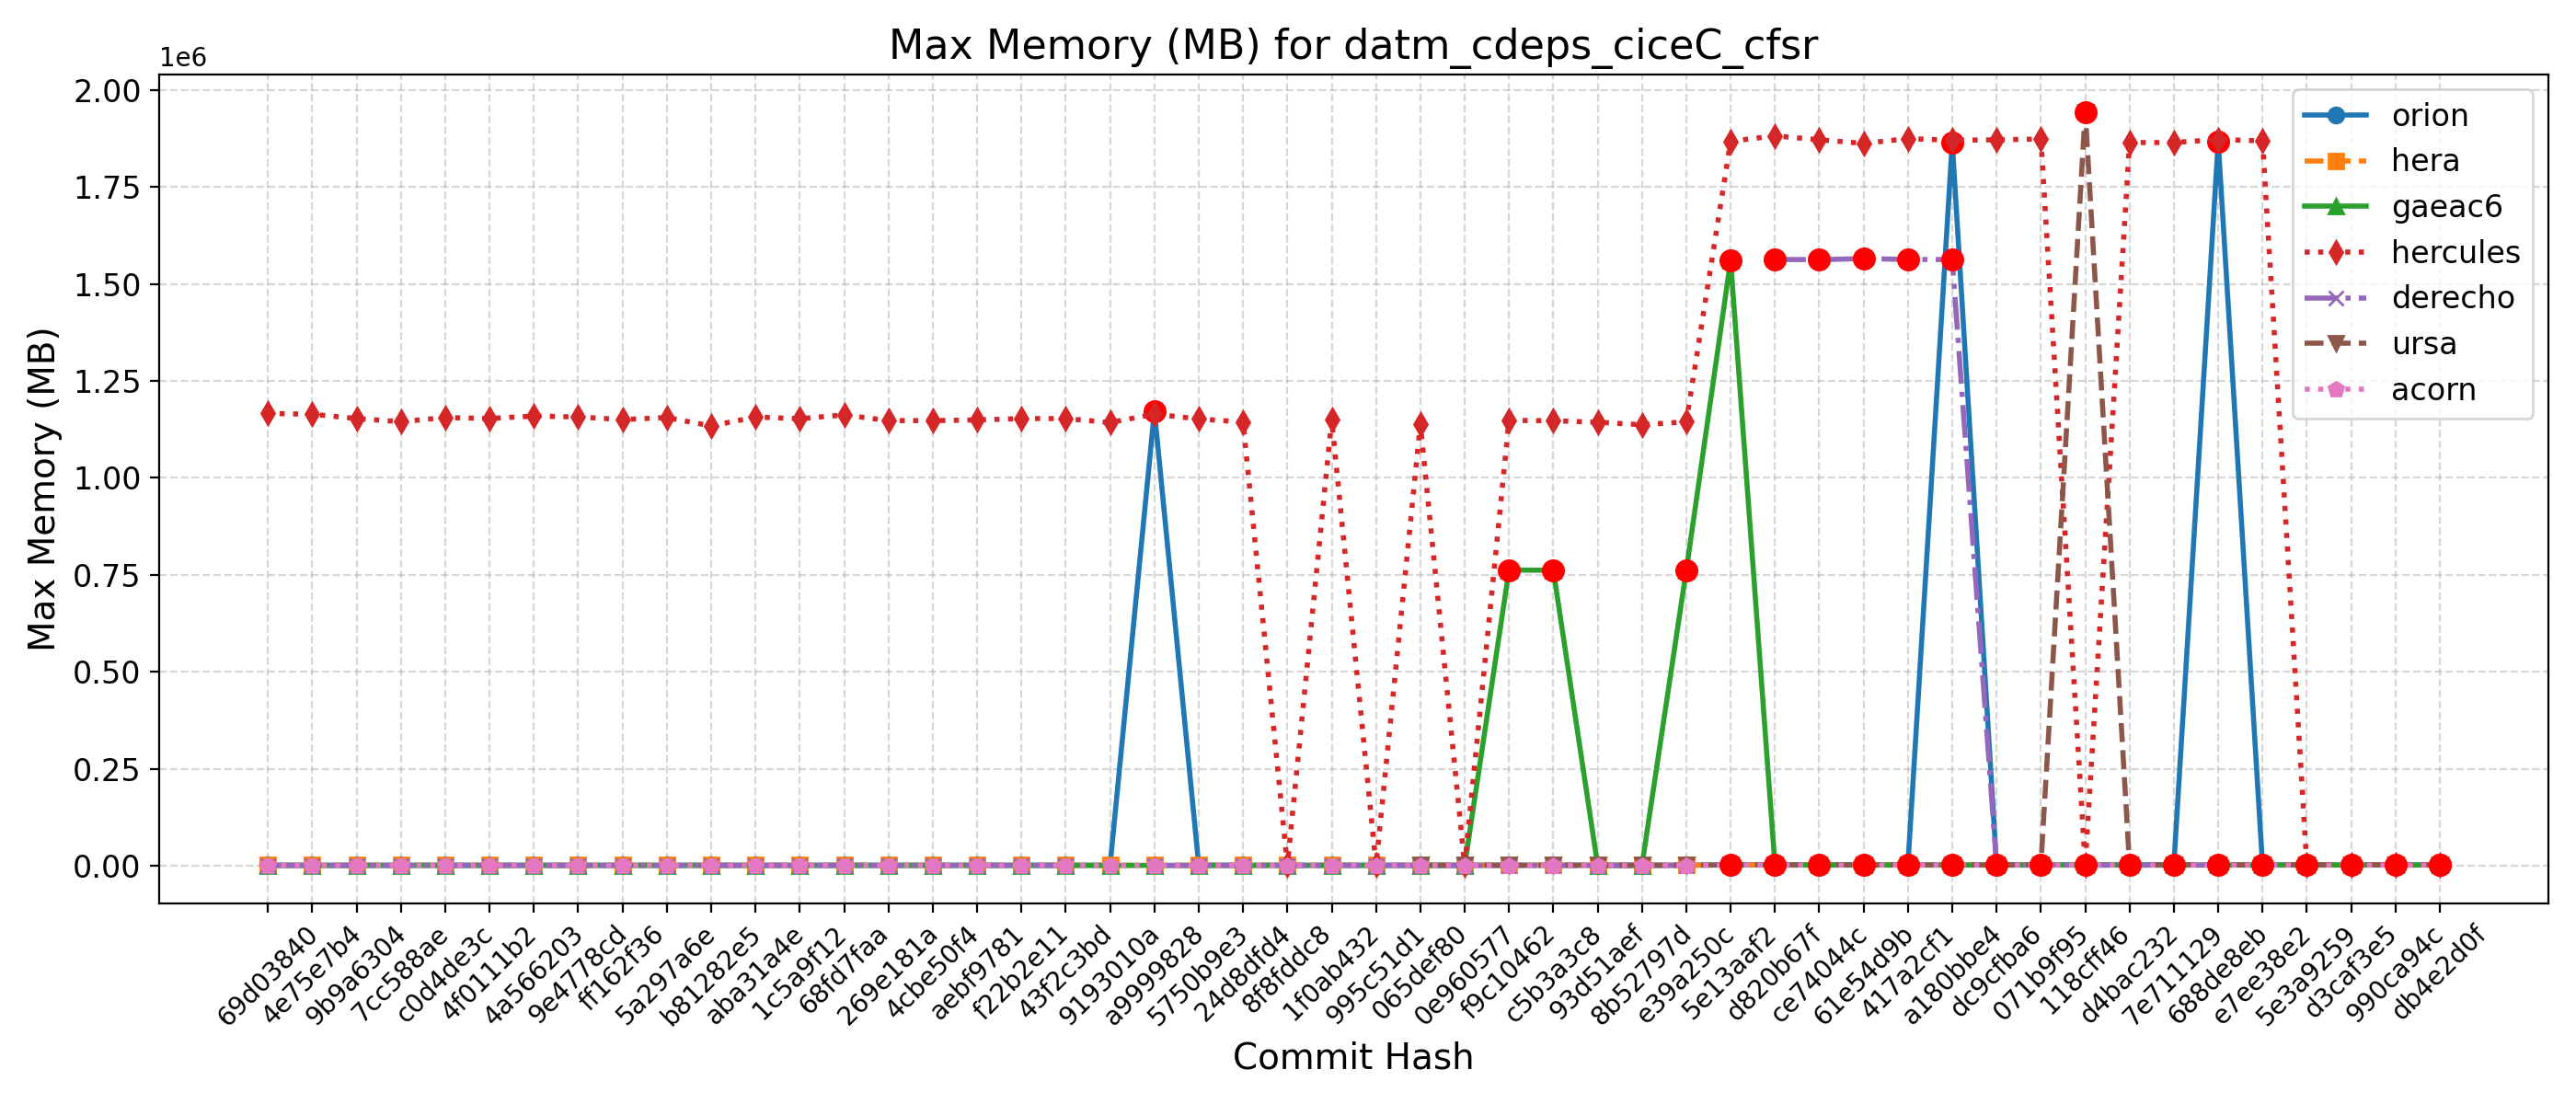 Max Memory (MB) for datm_cdeps_ciceC_cfsr
1e6
2.00
1.75
1.50
1.25
1.00
0.75
0.50
0.25
0.00
Max Memory (MB)
orion
hera
gaeac6
hercules
derecho
ursa
acorn
69d03840
4e75e7b4
9b9a6304
7cc588ae
c0d4de3c
4f0111b2
4a566203
9e4778cd
ff162f36
5a297a6e
b81282e5
aba31a4e
1c5a9f12
68fd7faa
269e181a
4cbe50f4
aebf9781
f22b2e11
43f2c3bd
9193010a
a9999828
5750b9e3
24d8dfd4
8f8fddc8
1f0ab432
995c51d1
065def80
0e960577
f9c10462
c5b3a3c8
93d51aef
8b52797d
e39a250c
5e13aaf2
d820b67f
ce74044c
61e54d9b
417a2cf1
a180bbe4
dc9cfba6
071b9f95
118cff46
d4bac232
7e711129
688de8eb
e7ee38e2
5e3a9259
d3caf3e5
990ca94c
db4e2d0f
Commit Hash